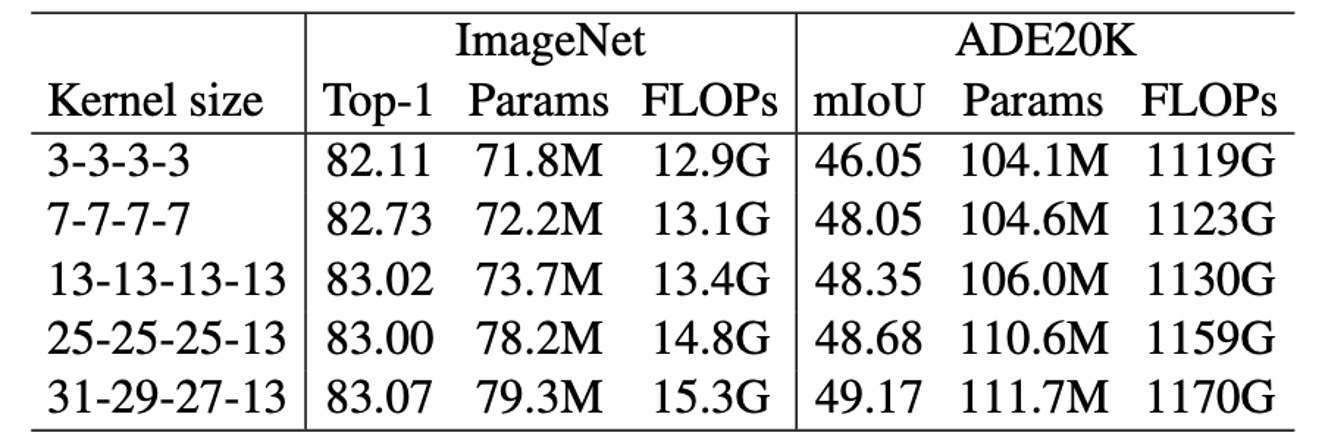 ImageNet ADE20K
Kernel size Top-1 Params FLOPs mIoU Params FLOPs
3-3-3-3 82.11 71.8M 12.9G 46.05 104.1M 1119G
7-7-7-7 82.73 72.2M 13.1G 48.05 104.6M 1123G
13-13-13-13 83.02 73.7M 13.4G 48.35 106.0M 1130G
25-25-25-13 83.00 78.2M 14.8G 48.68 110.6M 1159G
31-29-27-13 83.07 79.3M 15.3G 49.17 111.7M 1170G